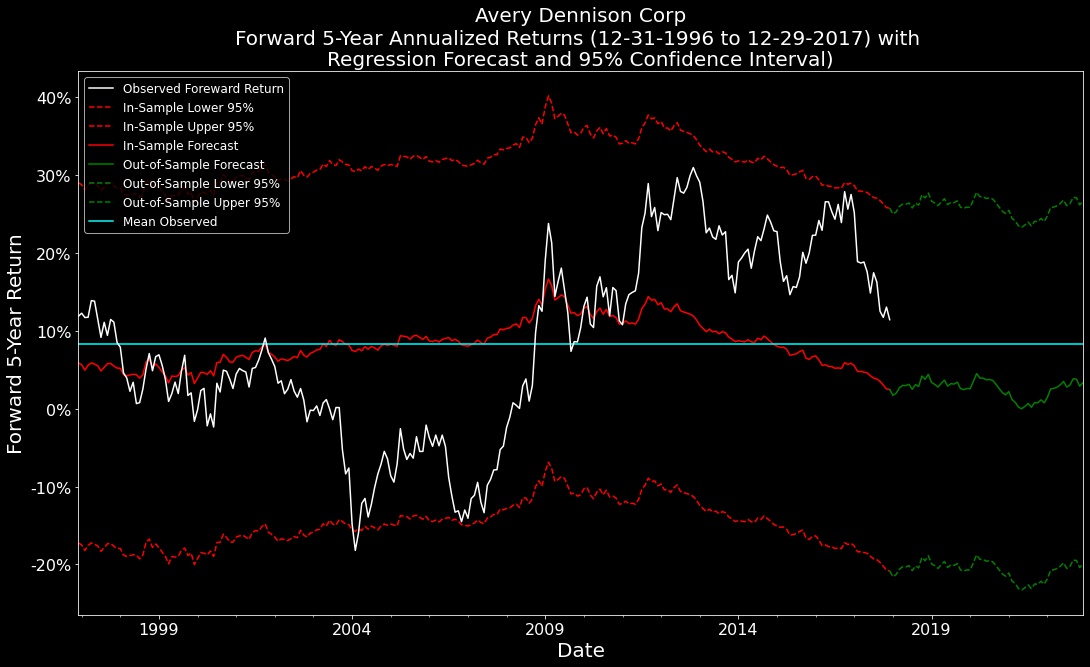 Avery Dennison Corp
Forward 5-Year Annualized Returns (12-31-1996 to 12-29-2017) with
Regression Forecast and 95% Confidence Interval)
Observed Foreward Return
In-Sample Lower 95%
In-Sample Upper 95%
In-Sample Forecast
Out-of-Sample Forecast
Out-of-Sample Lower 95%
Out-of-Sample Upper 95%
Mean Observed
Forward 5-Year Return
40%
30%
20%
10%
0%
-10%
-20%
1999
2004
2009
2014
2019
Date